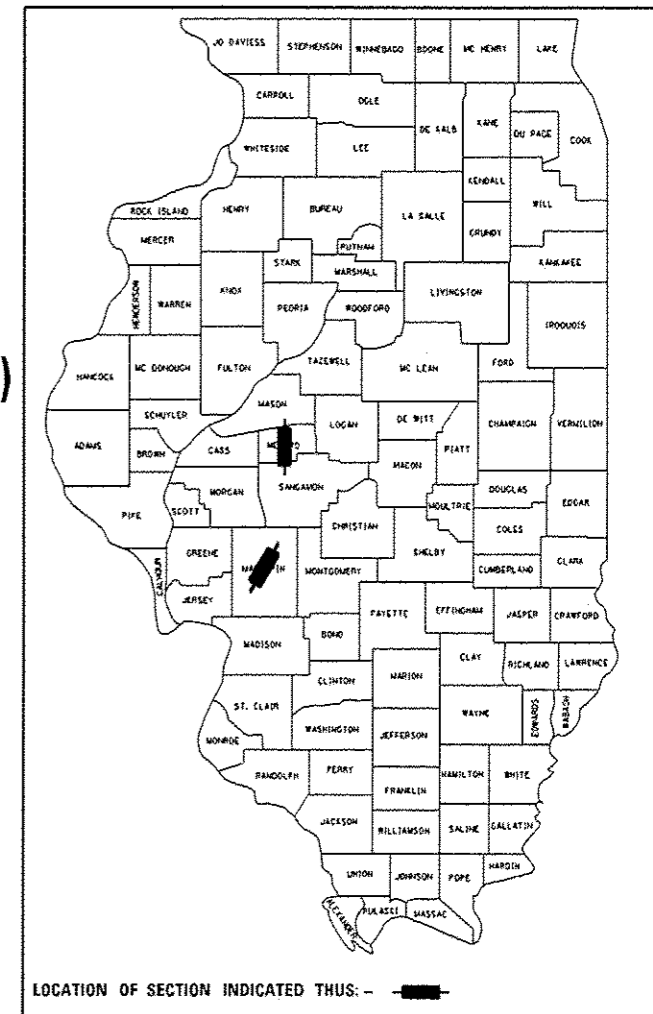 JO DAVIESS STEPHENSON WINNEBAGO BOONE MC HENRY LAKE
CARROLL OGLE DE KALB KANE DU PAGE COOK
WHITESIDE LEE KENDALL WILL
ROCK ISLAND HENRY BUREAU LA SALLE GRUNDY
MERCER PUTNAM KANKAKEE
STARK MARSHALL
HENDERSON WARREN KNOX PEORIA WOODFORD LIVINGSTON IROQUOIS
)
HANCOCK MC DONOUGH FULTON TAZEWELL MC LEAN FORD
SCHUYLER MASON LOGAN DE WITT CHAMPAIGN VERMILION
ADAMS BROWN CASS PIATT
MACON
MORGAN SANGAMON DOUGLAS EDGAR
PIKE SCOTT CHRISTIAN MOULTRIE COLES
GREENE MONTGOMERY SHELBY CUMBERLAND CLARK
CALHOUN JERSEY
FAYETTE EFFINGHAM JASPER CRAWFORD
MADISON BOND
CLAY RICHLAND LAWRENCE
CLINTON MARION
ST. CLAIR WAYNE EDWARDS WABASH
MONROE WASHINGTON JEFFERSON
RANDOLPH PERRY HAMILTON WHITE
FRANKLIN
JACKSON WILLIAMSON SALINE GALLATIN
UNION JOHNSON POPE HARDIN
ALEXANDER PULASKI MASSAC
LOCATION OF SECTION INDICATED THUS: -